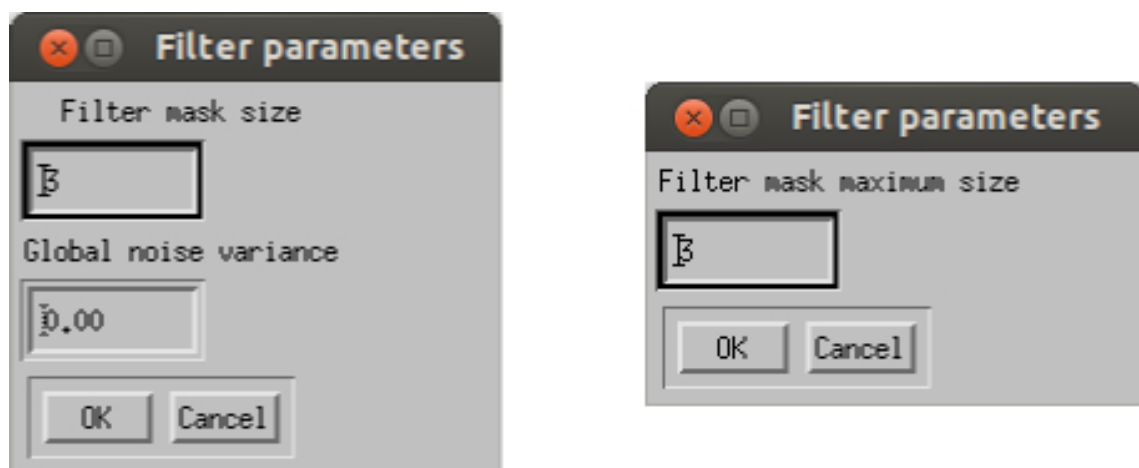 Filter parameters
Filter mask size
3
Global noise variance
0.00
OK Cancel
Filter parameters
Filter mask maximum size
3
OK Cancel